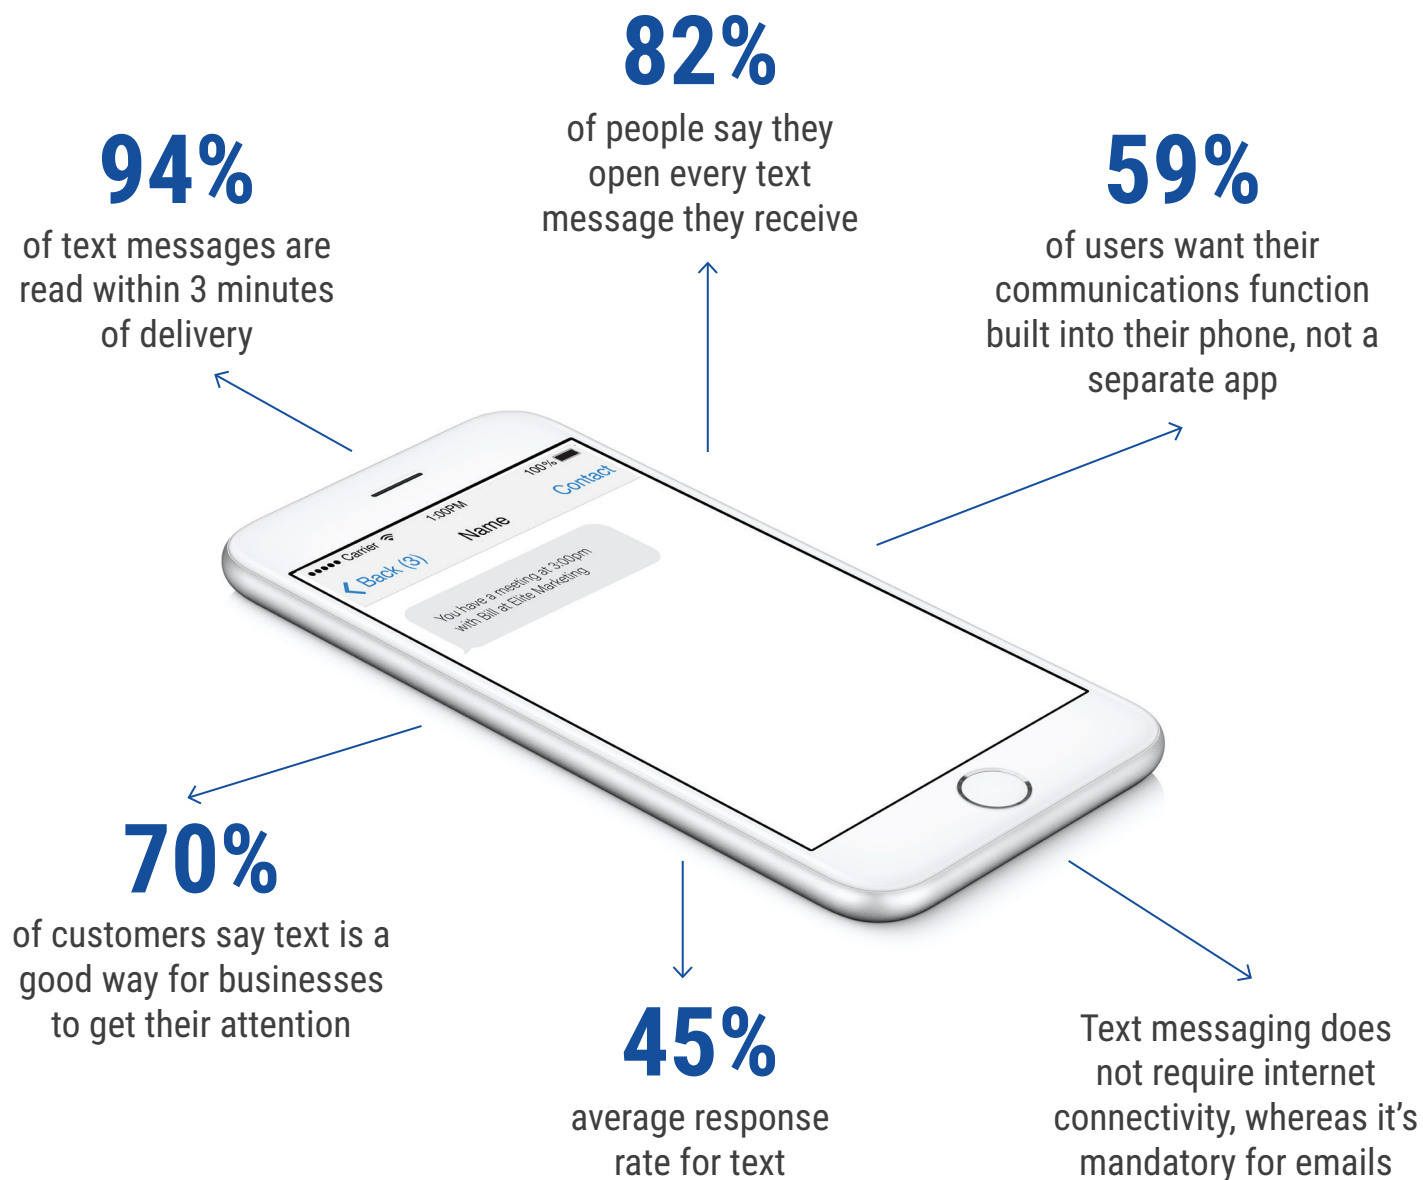 82%
of people say they
open every text
message they receive
94%
of text messages are
read within 3 minutes
of delivery
59%
of users want their
communications function
built into their phone, not a
separate app
Carrier
1:00PM
100%
Back (3)
Name
Contact
You have a meeting at 3:00pm
with Bill at Elite Marketing
70%
of customers say text is a
good way for businesses
to get their attention
45%
average response
rate for text
Text messaging does
not require internet
connectivity, whereas it's
mandatory for emails